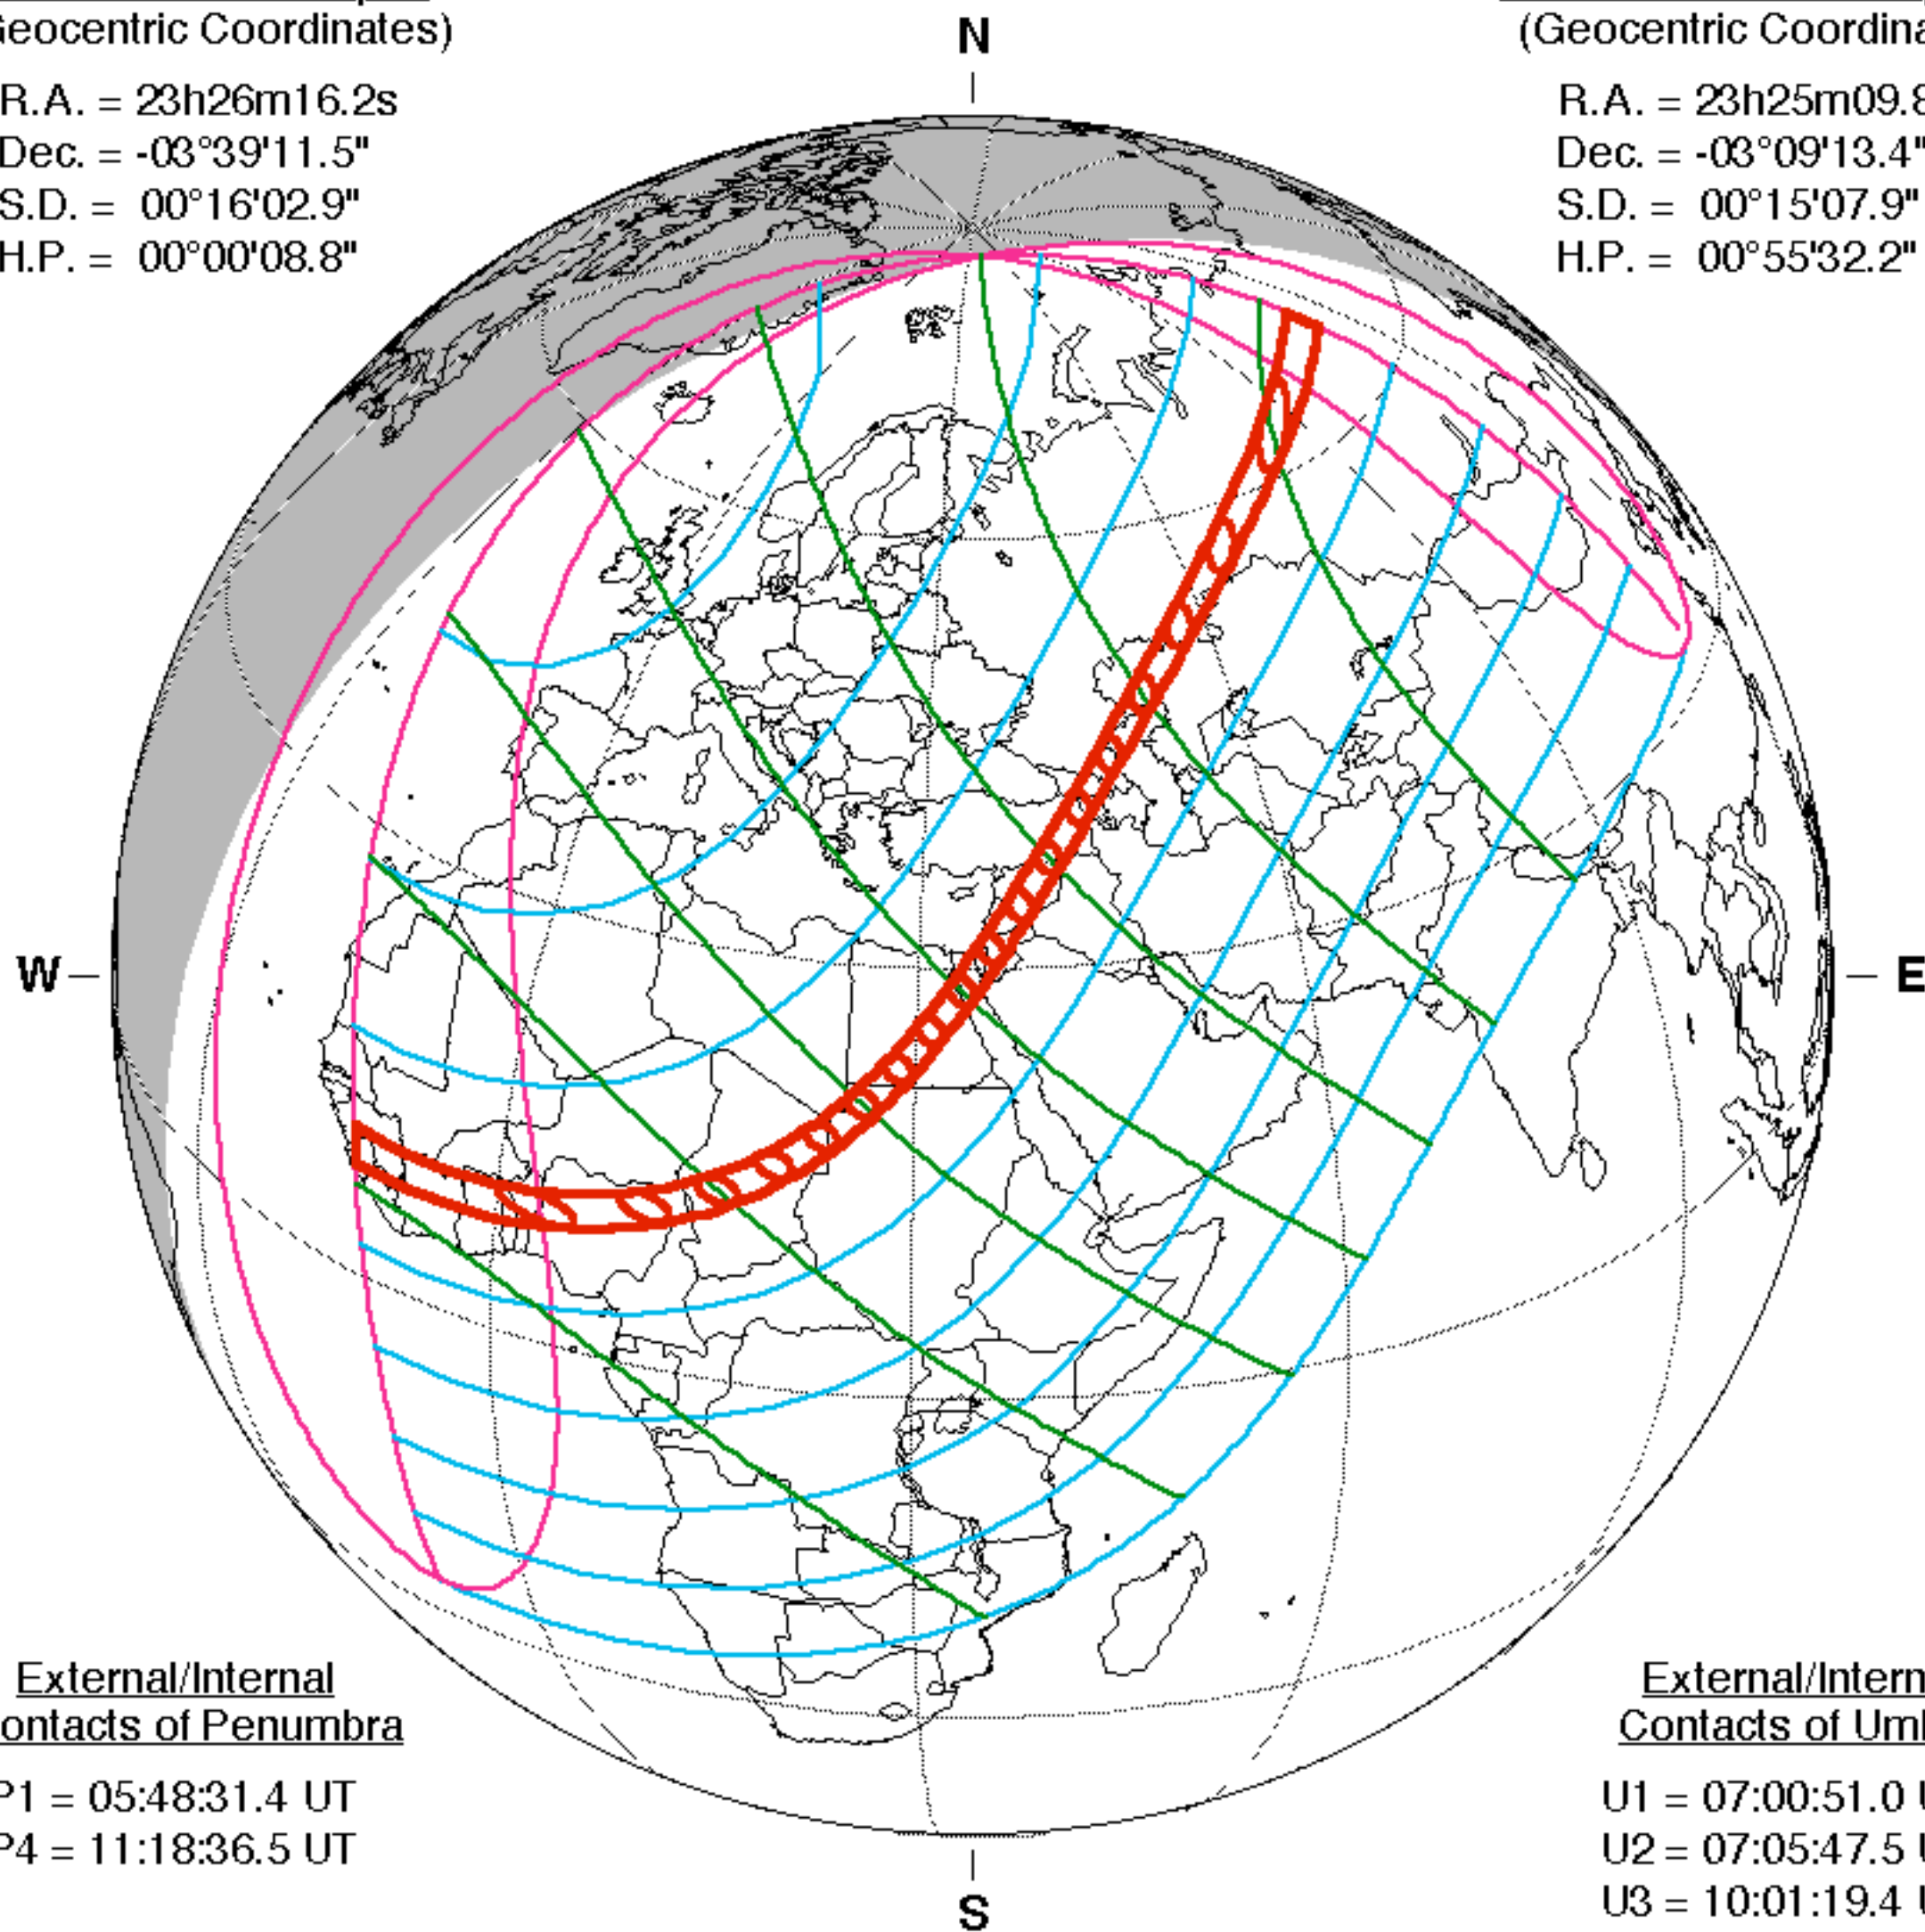 (Geocentric Coordinates)
R.A. = 23h26m16.2s
Dec. = -03°39'11.5"
S.D. = 00°16'02.9"
H.P. = 00°00'08.8"
N
(Geocentric Coordina
R.A. = 23h25m09.8
Dec. = -03°09'13.4"
S.D. = 00°15'07.9"
H.P. = 00°55'32.2"
W
E
External/Internal
ontacts of Penumbra
P1 = 05:48:31.4 UT
P4 = 11:18:36.5 UT
S
External/Intern
Contacts of Um
U1 = 07:00:51.0 U
U2 = 07:05:47.5 U
U3 = 10:01:19.4 U